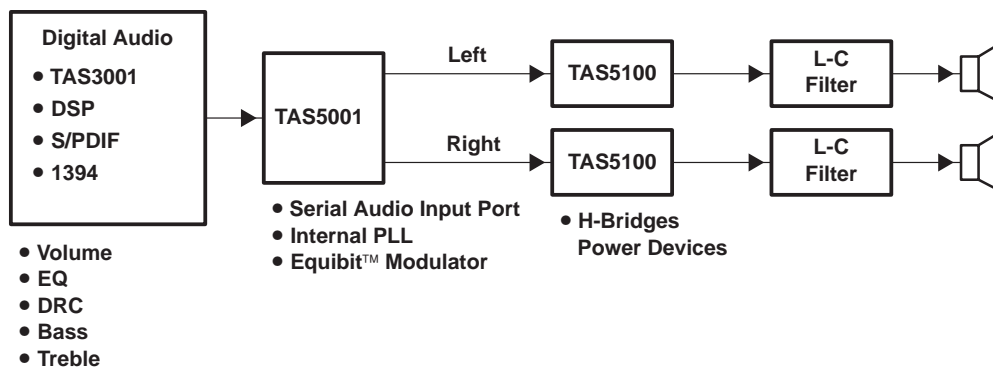 Digital Audio
● TAS3001
● DSP
● S/PDIF
● 1394
● Volume
● EQ
● DRC
● Bass
● Treble
TAS5001
● Serial Audio Input Port
● Internal PLL
● Equibit™ Modulator
Left
Right
TAS5100
TAS5100
● H-Bridges
Power Devices
L-C
Filter
L-C
Filter